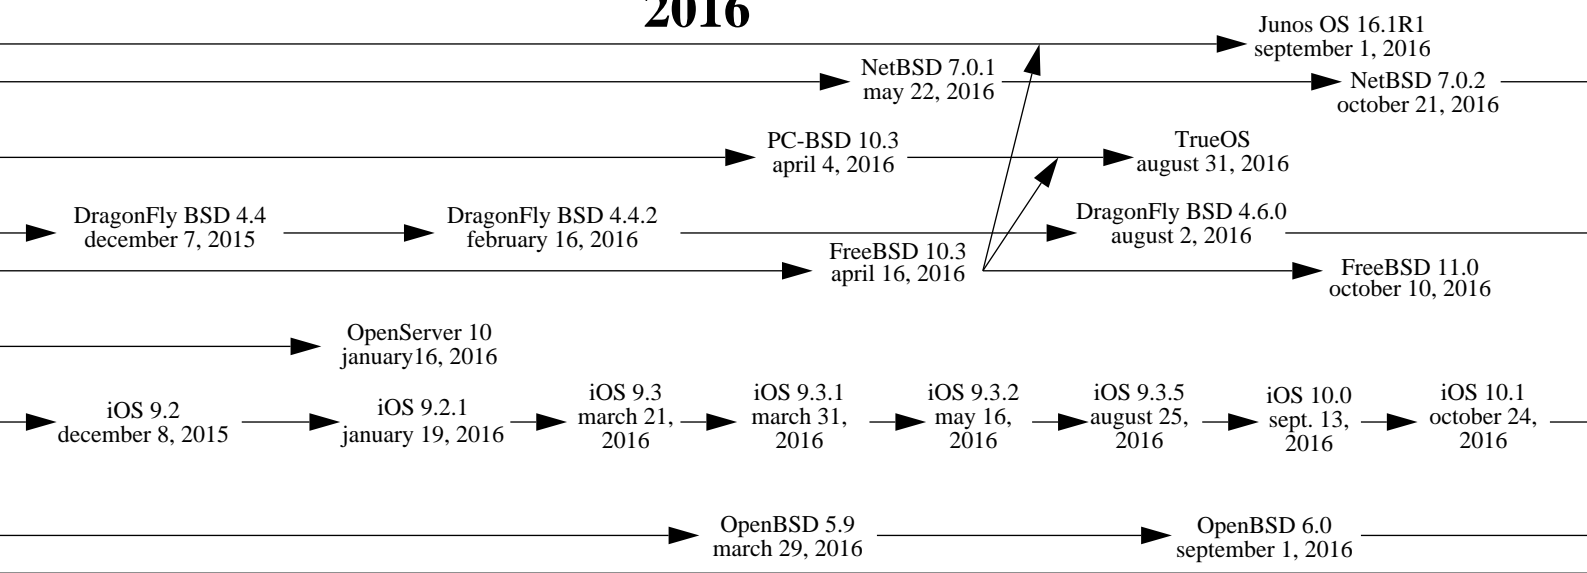 2016
Junos OS 16.1R1
september 1, 2016
NetBSD 7.0.1
may 22, 2016
NetBSD 7.0.2
october 21, 2016
PC-BSD 10.3
april 4, 2016
TrueOS
august 31, 2016
DragonFly BSD 4.4
december 7, 2015
DragonFly BSD 4.4.2
february 16, 2016
DragonFly BSD 4.6.0
august 2, 2016
FreeBSD 10.3
april 16, 2016
FreeBSD 11.0
october 10, 2016
OpenServer 10
january16, 2016
iOS 9.2
december 8, 2015
iOS 9.2.1
january 19, 2016
iOS 9.3
march 21,
2016
iOS 9.3.1
march 31,
2016
iOS 9.3.2
may 16,
2016
iOS 9.3.5
august 25,
2016
iOS 10.0
sept. 13,
2016
iOS 10.1
october 24,
2016
OpenBSD 5.9
march 29, 2016
OpenBSD 6.0
september 1, 2016